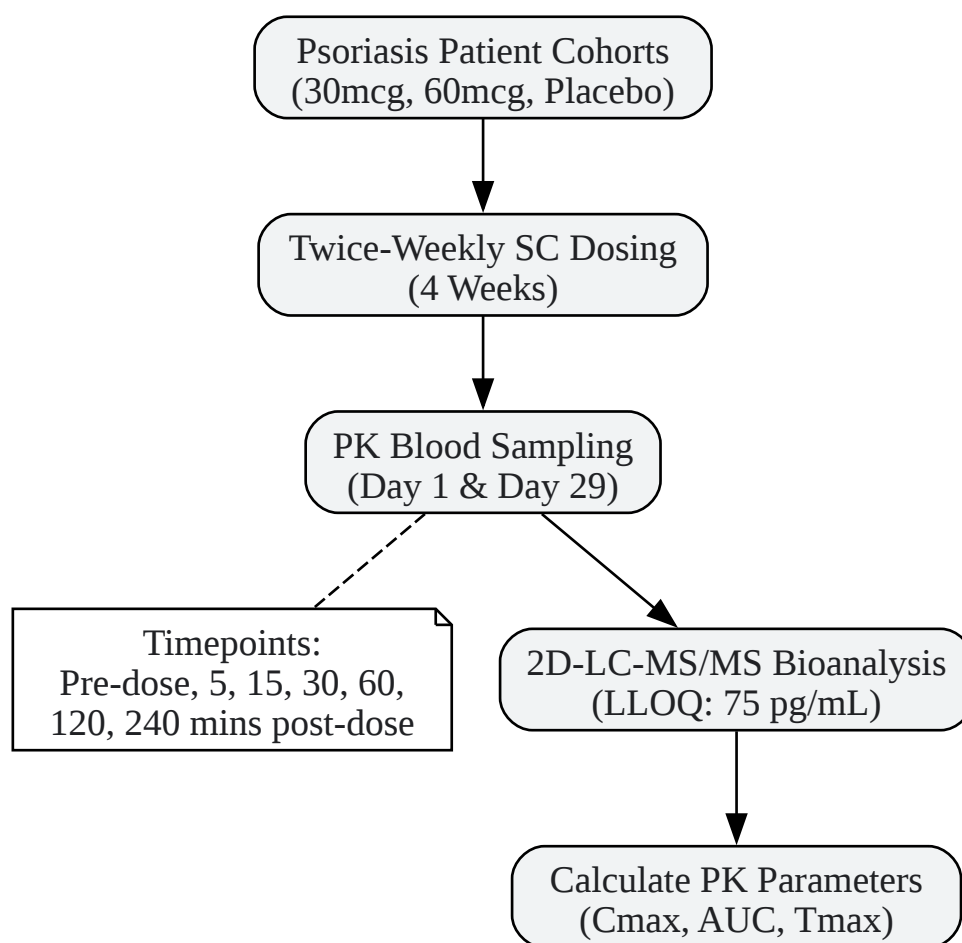 Psoriasis Patient Cohorts
(30mcg, 60mcg, Placebo)
Twice-Weekly SC Dosing
(4 Weeks)
PK Blood Sampling
(Day 1 & Day 29)
Timepoints:
Pre-dose, 5, 15, 30, 60,
120, 240 mins post-dose
2D-LC-MS/MS Bioanalysis
(LLOQ: 75 pg/mL)
Calculate PK Parameters
(Cmax, AUC, Tmax)